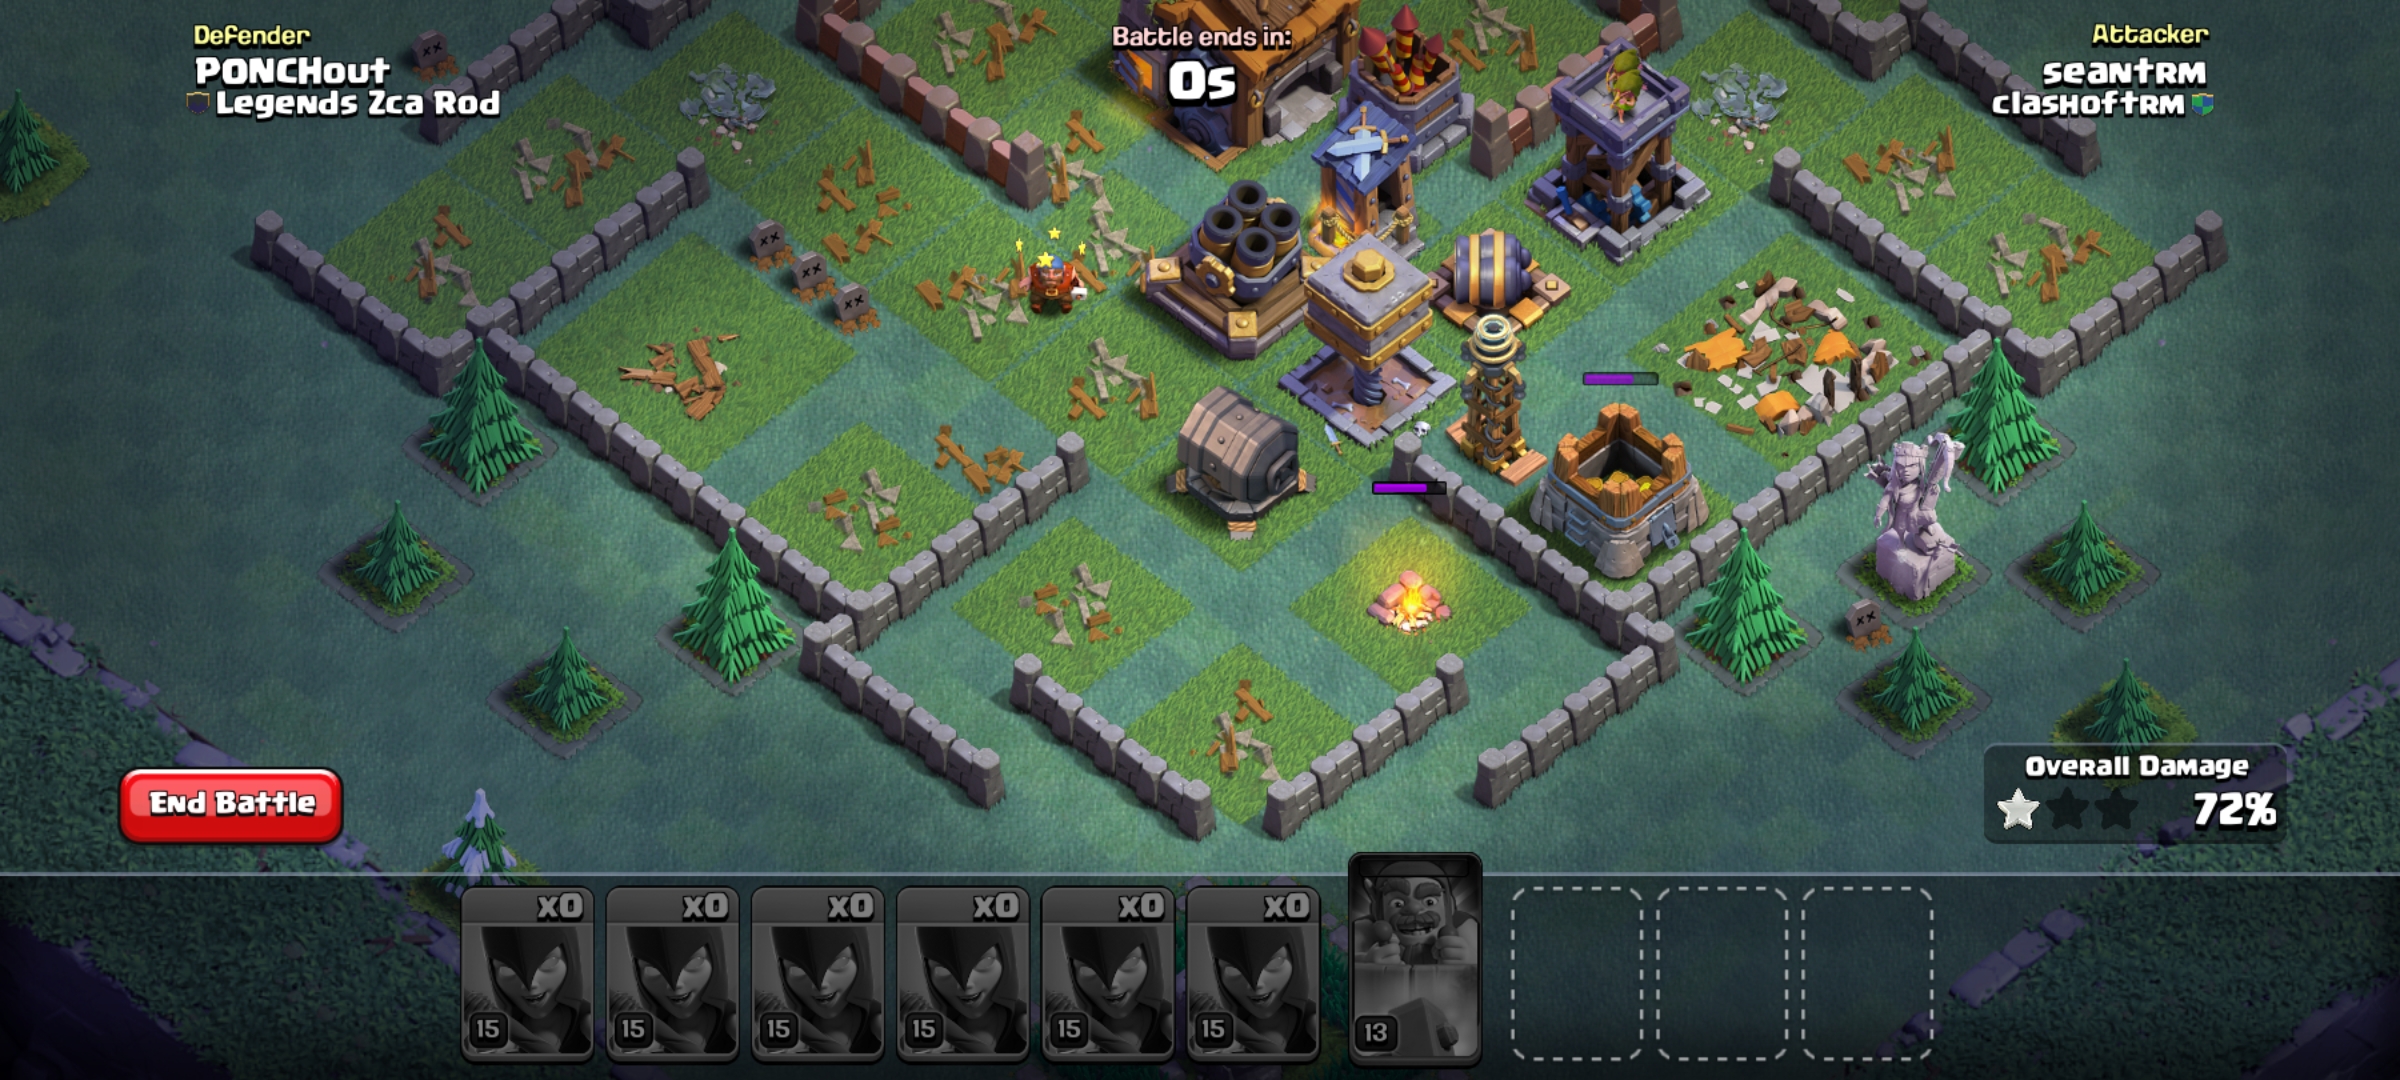 Defender
PONCHout
Legends Zca Rod
Battle ends in:
0s
Attacker
seantRM
clashoftRM
End Battle
Overall Damage
72%
x0
x0
x0
x0
x0
x0
15
15
15
15
15
15
13